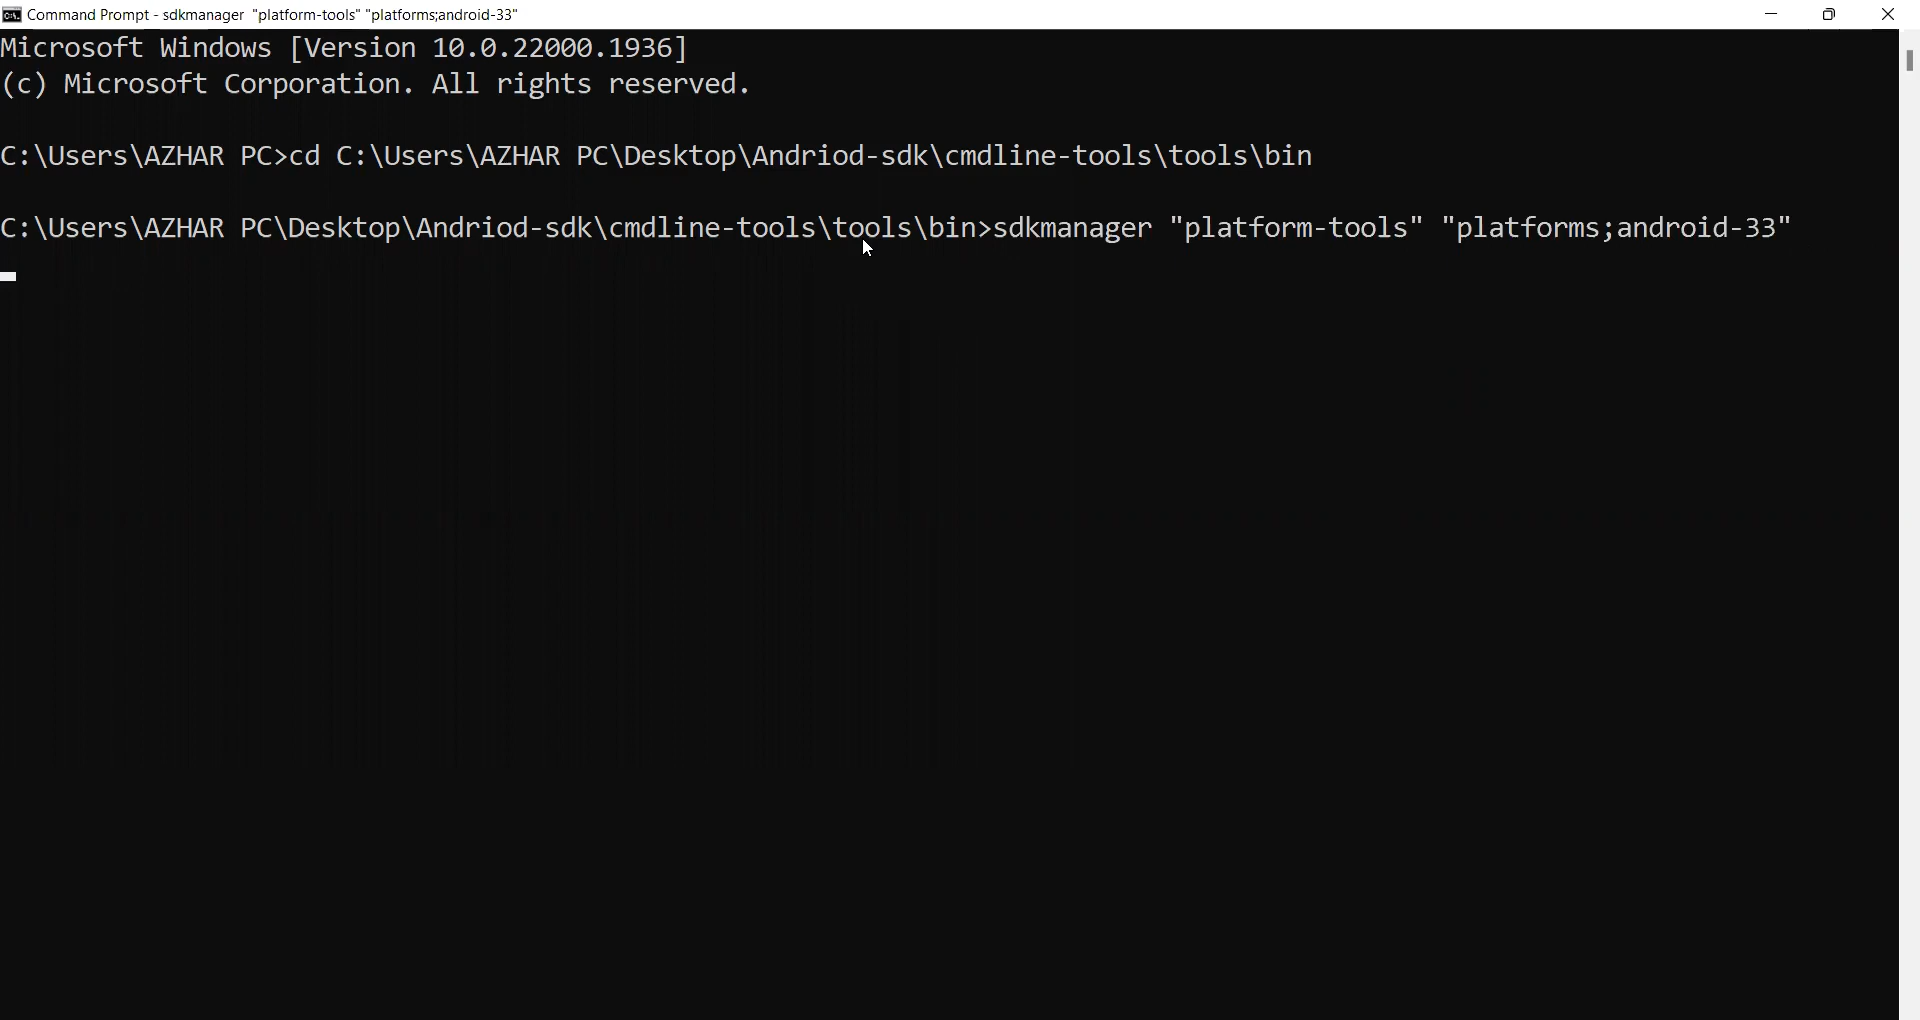 Command Prompt - sdkmanager "platform-tools" "platforms;android-33"
Microsoft Windows [Version 10.0.22000.1936]
(c) Microsoft Corporation. All rights reserved.
C:\Users\AZHAR PC>cd C:\Users\AZHAR PC\Desktop\Andriod-sdk\cmdline-tools\tools\bin
C:\Users\AZHAR PC\Desktop\Andriod-sdk\cmdline-tools\tools\bin>sdkmanager "platform-tools" "platforms;android-33"